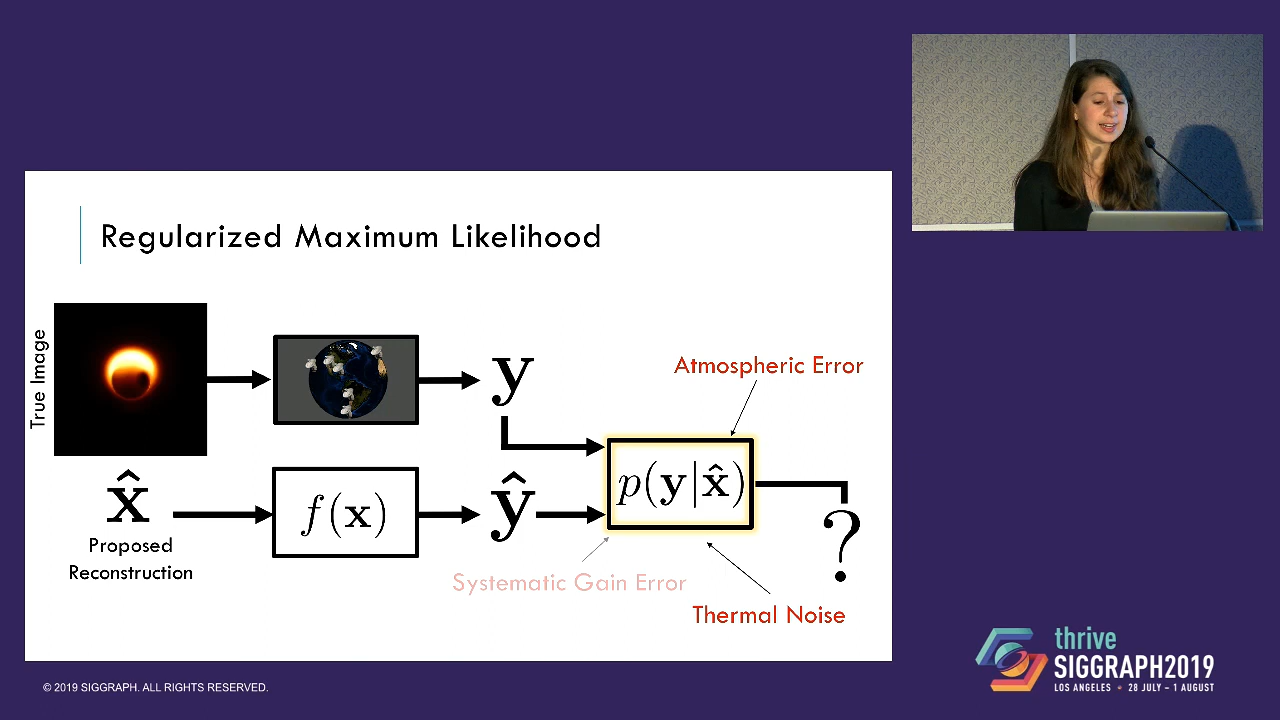 Regularized Maximum Likelihood
True Image
y
Atmospheric Error
x̂
f(x)
ŷ
p(y|x̂)
?
Proposed
Reconstruction
Systematic Gain Error
Thermal Noise
thrive
SIGGRAPH2019
LOS ANGELES • 28 JULY – 1 AUGUST
© 2019 SIGGRAPH. ALL RIGHTS RESERVED.